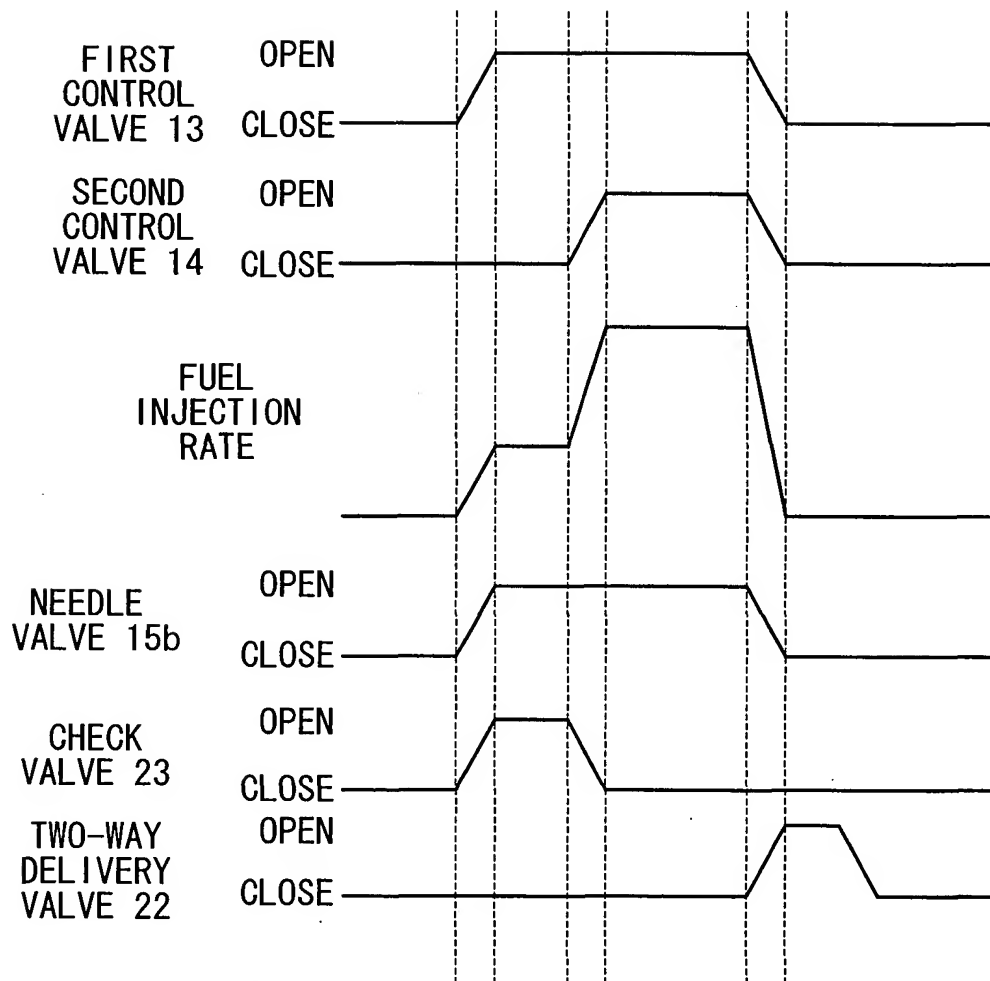 FIRST
CONTROL
VALVE 13
OPEN
CLOSE
SECOND
CONTROL
VALVE 14
OPEN
CLOSE
FUEL
INJECTION
RATE
NEEDLE
VALVE 15b
OPEN
CLOSE
CHECK
VALVE 23
OPEN
CLOSE
TWO-WAY
DELIVERY
VALVE 22
OPEN
CLOSE